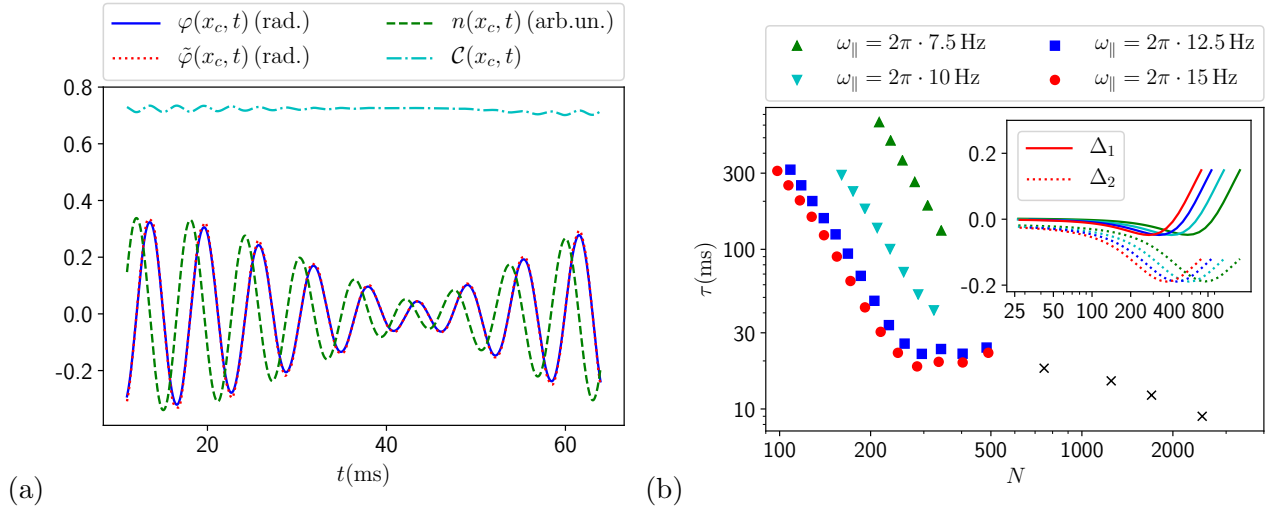 φ(x_c, t) (rad.) n(x_c, t) (arb.un.)
φ̃(x_c, t) (rad.) 𝒞(x_c, t)
0.8
0.6
0.4
0.2
0.0
-0.2
20 40 60
t(ms)
(a)
ω_∥ = 2π · 7.5 Hz ω_∥ = 2π · 12.5 Hz
ω_∥ = 2π · 10 Hz ω_∥ = 2π · 15 Hz
τ(ms)
300
100
30
10
100 200 500 1000 2000
N
Δ_1
Δ_2
0.2
0.0
-0.2
25 50 100 200 400 800
(b)